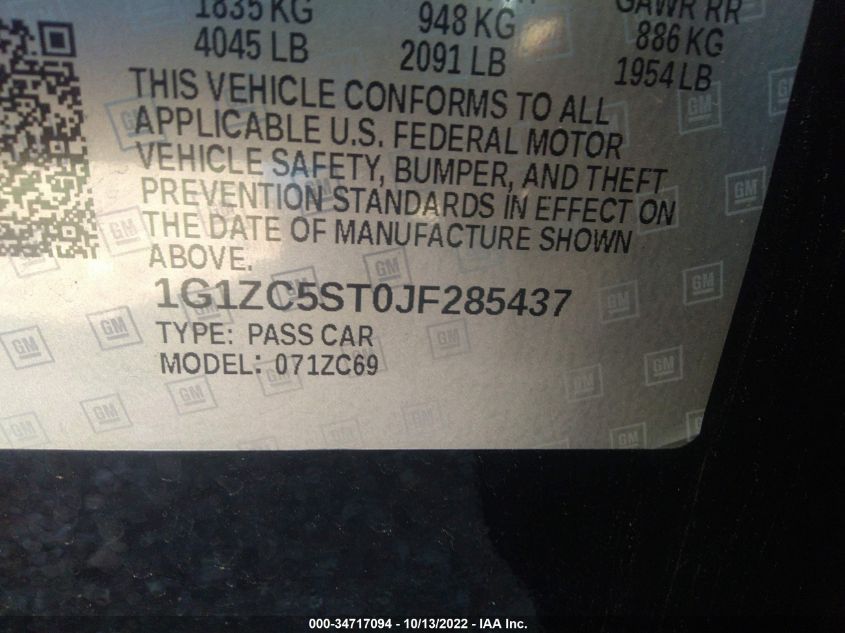 1835 KG 948 KG GAWR RR
4045 LB 2091 LB 886 KG
1954 LB
THIS VEHICLE CONFORMS TO ALL
APPLICABLE U.S. FEDERAL MOTOR
VEHICLE SAFETY, BUMPER, AND THEFT
PREVENTION STANDARDS IN EFFECT ON
THE DATE OF MANUFACTURE SHOWN
ABOVE.
1G1ZC5ST0JF285437
TYPE: PASS CAR
MODEL: 071ZC69
GM
000-34717094 - 10/13/2022 - IAA Inc.